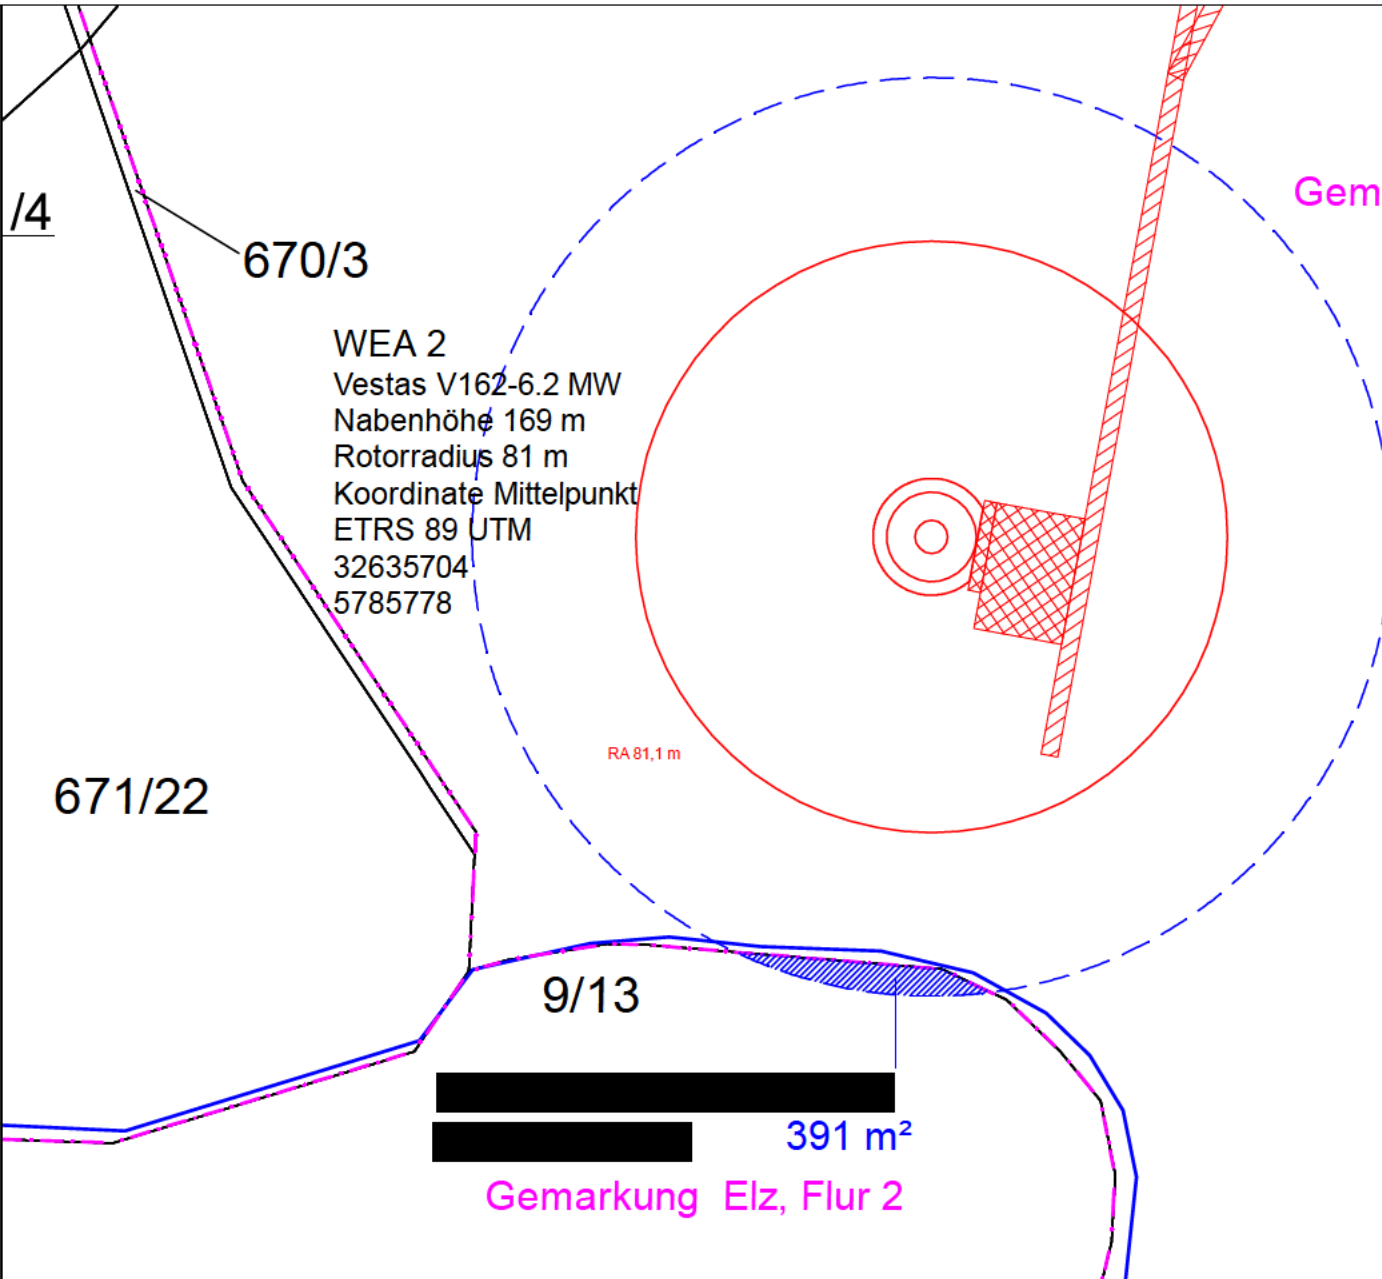 /4
Gem
670/3
WEA 2
Vestas V162-6.2 MW
Nabenhöhe 169 m
Rotorradius 81 m
Koordinate Mittelpunkt
ETRS 89 UTM
32635704
5785778
RA 81,1 m
671/22
9/13
391 m²
Gemarkung Elz, Flur 2